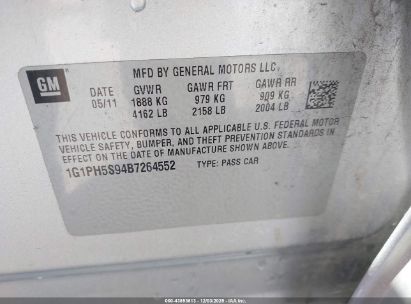 GM
MFD BY GENERAL MOTORS LLC.
DATE GVWR GAWR FRT GAWR RR
05/11 1888 KG 979 KG 909 KG
4162 LB 2158 LB 2004 LB
THIS VEHICLE CONFORMS TO ALL APPLICABLE U.S. FEDERAL MOTOR
VEHICLE SAFETY, BUMPER, AND THEFT PREVENTION STANDARDS
IN EFFECT ON THE DATE OF MANUFACTURE SHOWN ABOVE.
1G1PH5S94B7264552 TYPE: PASS CAR